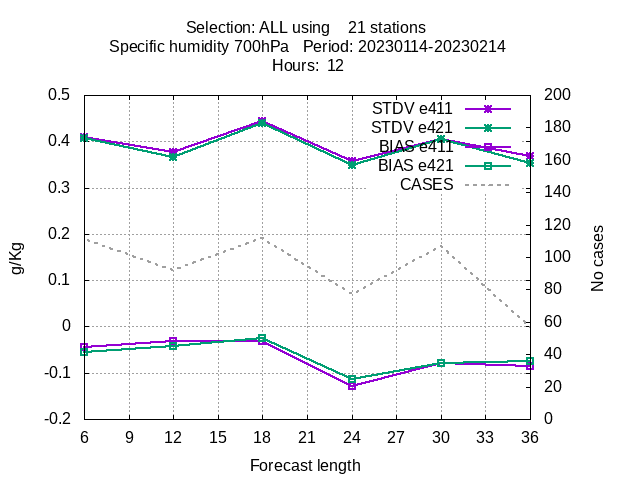 Selection: ALL using    21 stations
Specific humidity 700hPa   Period: 20230114-20230214
Hours:  12
STDV e411
STDV e421
BIAS e411
BIAS e421
CASES
0.5
0.4
0.3
0.2
0.1
0
-0.1
-0.2
g/Kg
200
180
160
140
120
100
80
60
40
20
0
No cases
6 9 12 15 18 21 24 27 30 33 36
Forecast length